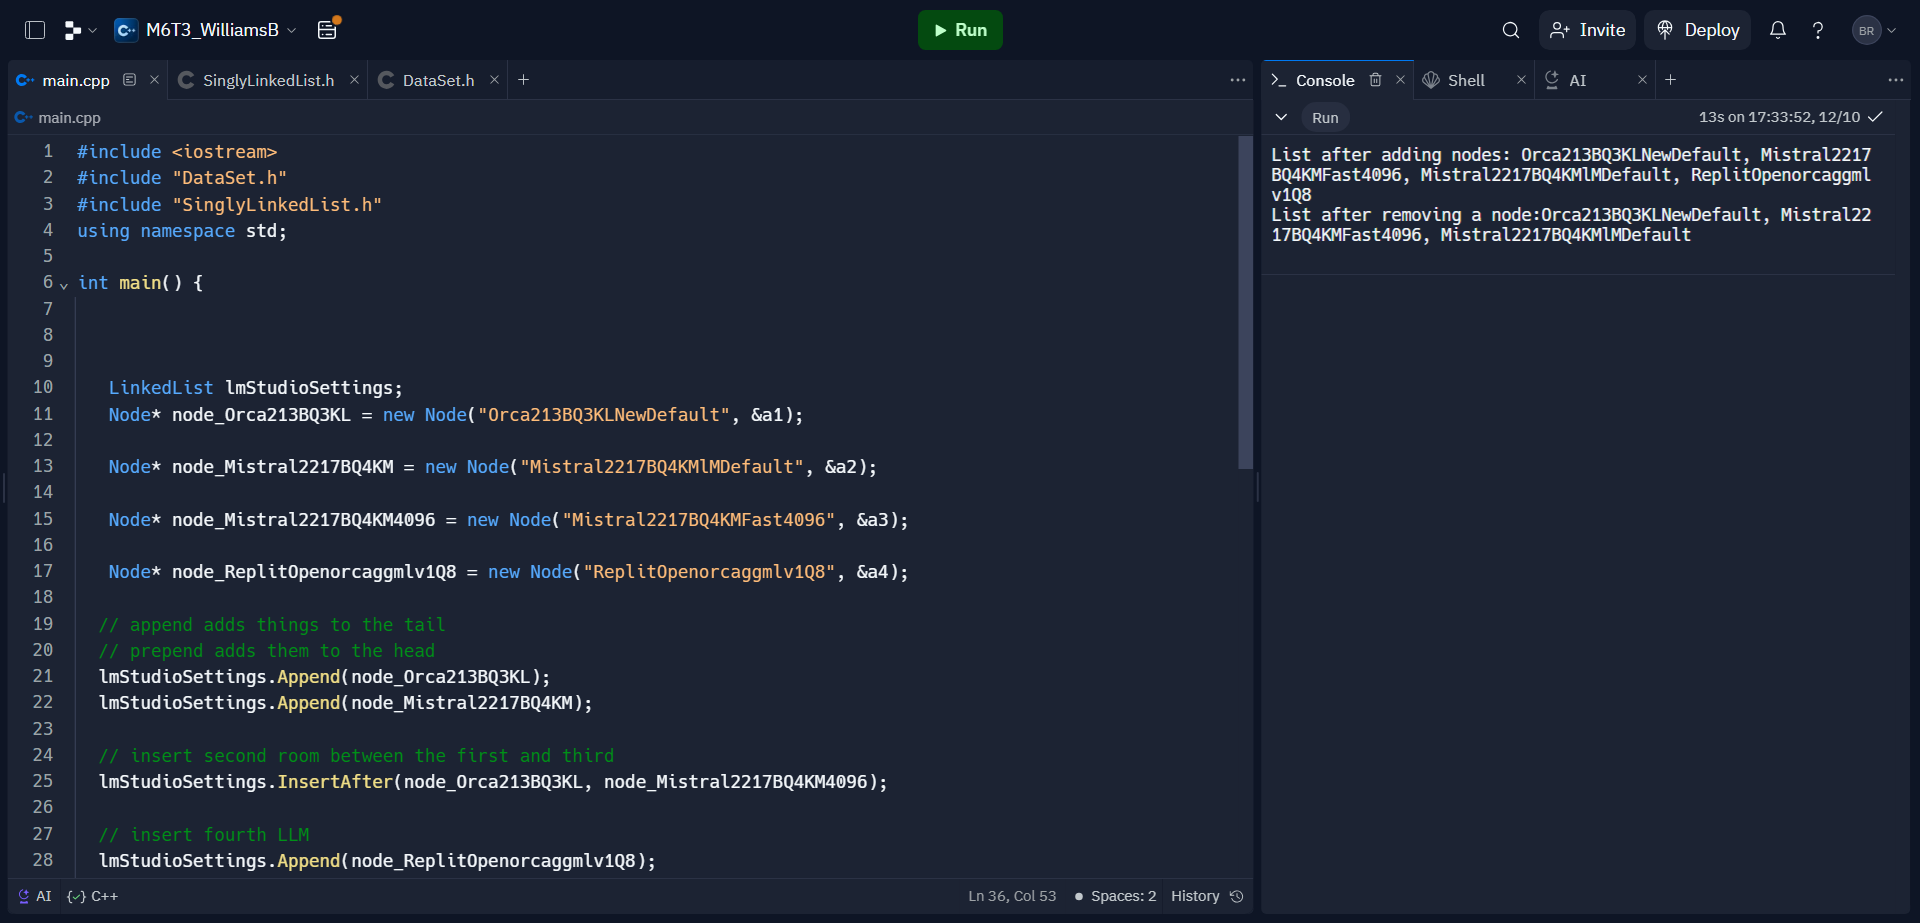 M6T3_WilliamsB
Run
Invite
Deploy
BR
main.cpp
SinglyLinkedList.h
DataSet.h
main.cpp
1 #include <iostream>
2 #include "DataSet.h"
3 #include "SinglyLinkedList.h"
4 using namespace std;
5
6 int main() {
7
8
9
10 LinkedList lmStudioSettings;
11 Node* node_Orca213BQ3KL = new Node("Orca213BQ3KLNewDefault", &a1);
12
13 Node* node_Mistral2217BQ4KM = new Node("Mistral2217BQ4KMlMDefault", &a2);
14
15 Node* node_Mistral2217BQ4KM4096 = new Node("Mistral2217BQ4KMFast4096", &a3);
16
17 Node* node_ReplitOpenorcaggmlv1Q8 = new Node("ReplitOpenorcaggmlv1Q8", &a4);
18
19 // append adds things to the tail
20 // prepend adds them to the head
21 lmStudioSettings.Append(node_Orca213BQ3KL);
22 lmStudioSettings.Append(node_Mistral2217BQ4KM);
23
24 // insert second room between the first and third
25 lmStudioSettings.InsertAfter(node_Orca213BQ3KL, node_Mistral2217BQ4KM4096);
26
27 // insert fourth LLM
28 lmStudioSettings.Append(node_ReplitOpenorcaggmlv1Q8);
AI {} C++
Ln 36, Col 53 Spaces: 2 History
Console
Shell
AI
Run
13s on 17:33:52, 12/10
List after adding nodes: Orca213BQ3KLNewDefault, Mistral2217
BQ4KMFast4096, Mistral2217BQ4KMlMDefault, ReplitOpenorcaggml
v1Q8
List after removing a node:Orca213BQ3KLNewDefault, Mistral22
17BQ4KMFast4096, Mistral2217BQ4KMlMDefault